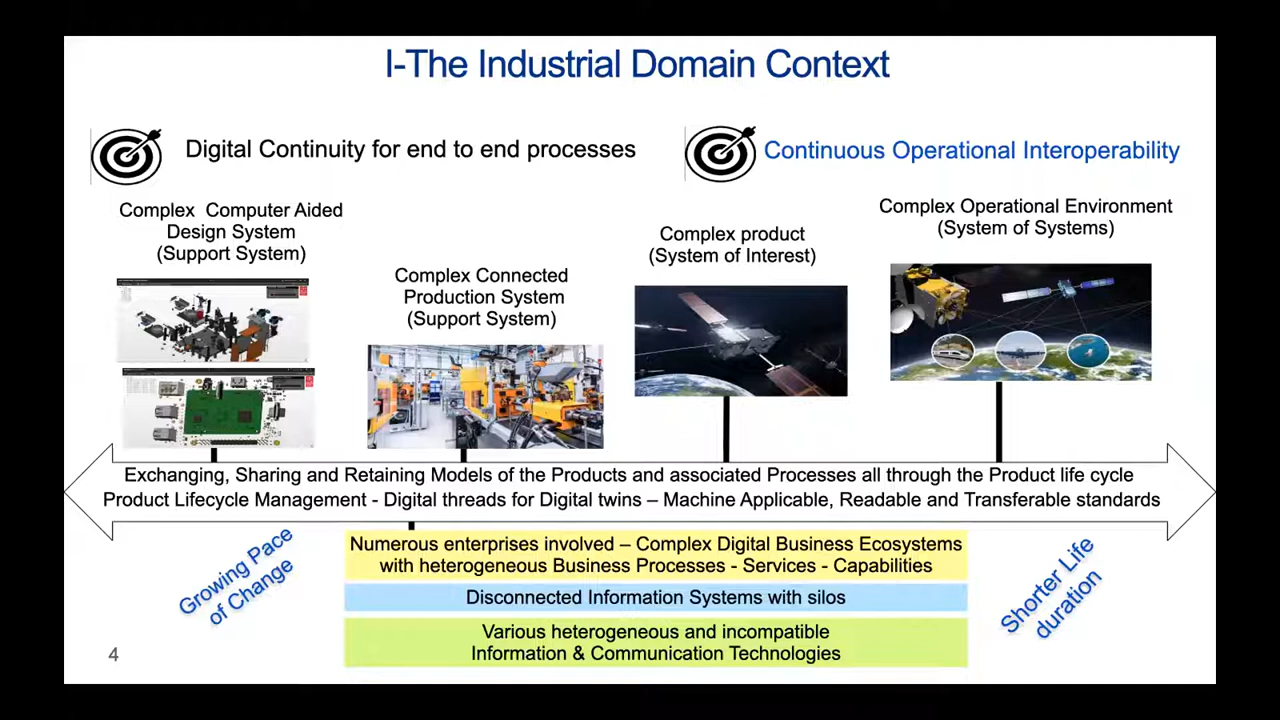 I-The Industrial Domain Context
Digital Continuity for end to end processes
Continuous Operational Interoperability
Complex Computer Aided
Design System
(Support System)
Complex Connected
Production System
(Support System)
Complex product
(System of Interest)
Complex Operational Environment
(System of Systems)
Exchanging, Sharing and Retaining Models of the Products and associated Processes all through the Product life cycle
Product Lifecycle Management - Digital threads for Digital twins – Machine Applicable, Readable and Transferable standards
Growing Pace
of Change
Numerous enterprises involved – Complex Digital Business Ecosystems
with heterogeneous Business Processes - Services - Capabilities
Disconnected Information Systems with silos
Various heterogeneous and incompatible
Information & Communication Technologies
Shorter Life
duration
4